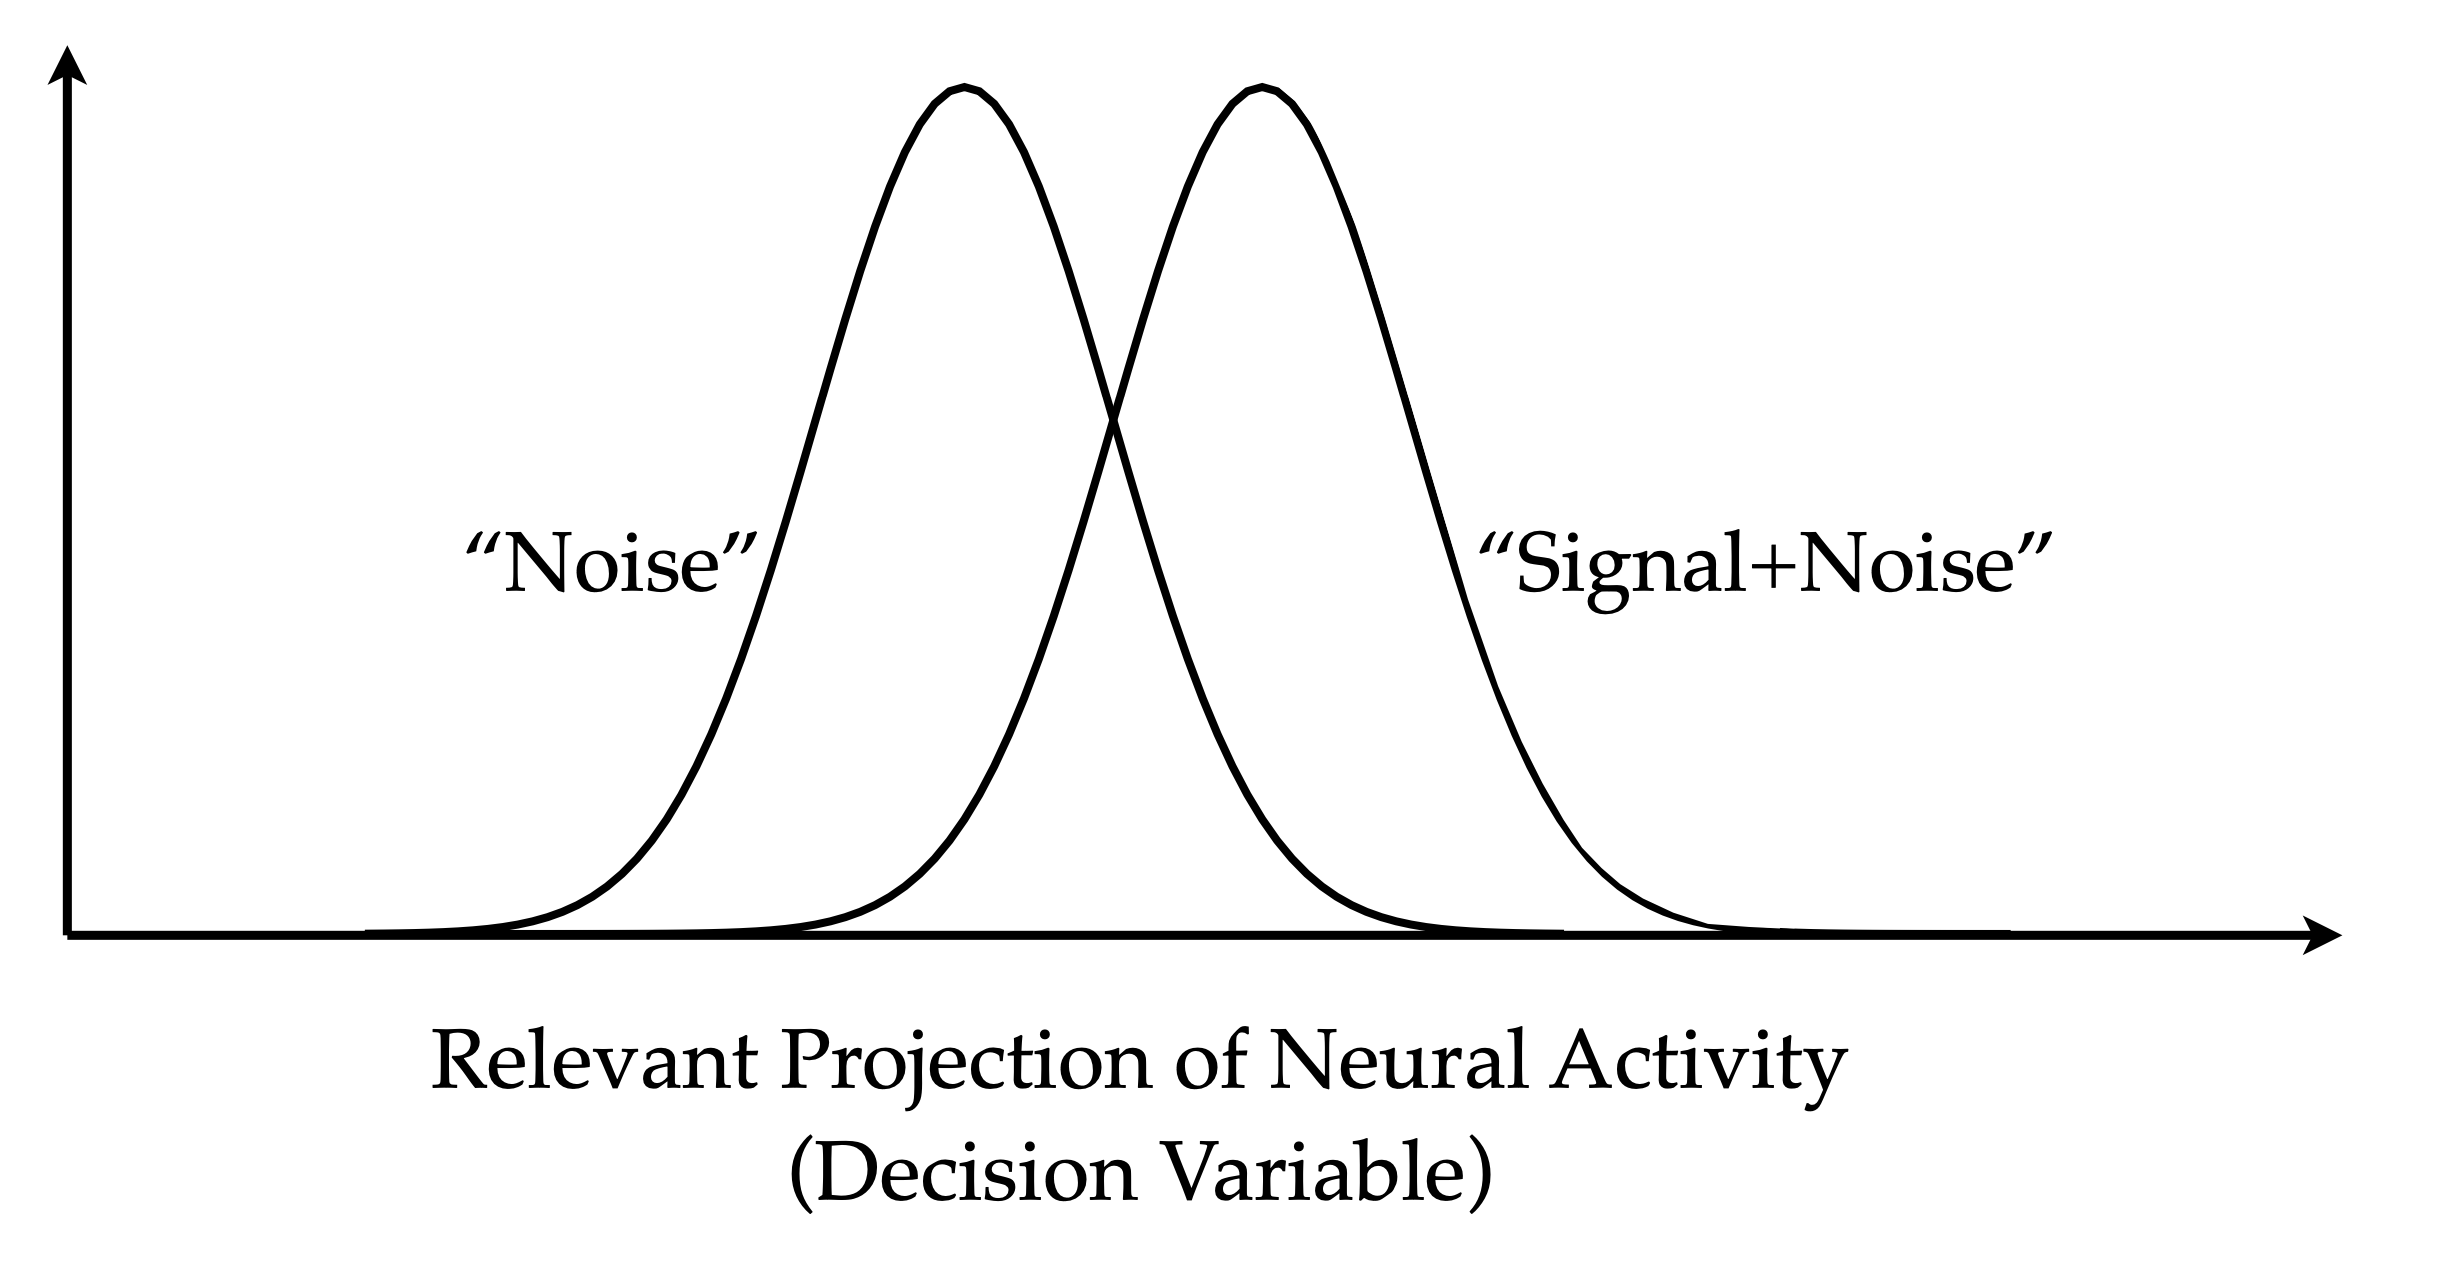 “Noise”
“Signal+Noise”
Relevant Projection of Neural Activity
(Decision Variable)